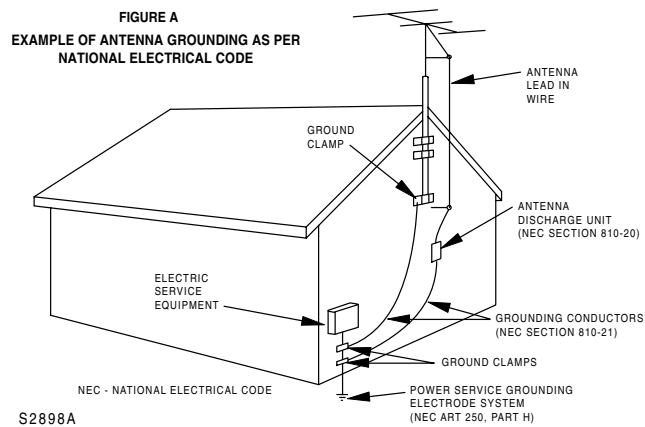 FIGURE A
EXAMPLE OF ANTENNA GROUNDING AS PER
NATIONAL ELECTRICAL CODE
ANTENNA
LEAD IN
WIRE
GROUND
CLAMP
ANTENNA
DISCHARGE UNIT
(NEC SECTION 810-20)
ELECTRIC
SERVICE
EQUIPMENT
GROUNDING CONDUCTORS
(NEC SECTION 810-21)
GROUND CLAMPS
NEC - NATIONAL ELECTRICAL CODE
POWER SERVICE GROUNDING
ELECTRODE SYSTEM
(NEC ART 250, PART H)
S2898A